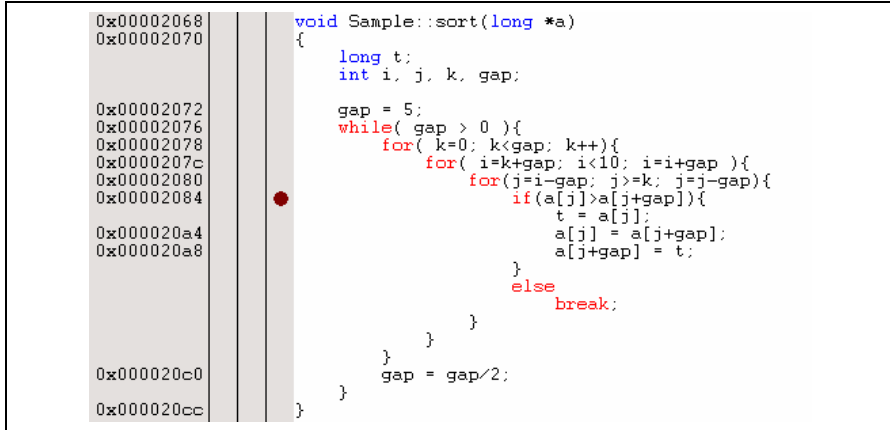 0x00002068 void Sample::sort(long *a)
0x00002070 {
long t;
int i, j, k, gap;
0x00002072 gap = 5;
0x00002076 while( gap > 0 ){
0x00002078 for( k=0; k<gap; k++){
0x0000207c for( i=k+gap; i<10; i=i+gap ){
0x00002080 for(j=i-gap; j>=k; j=j-gap){
0x00002084 if(a[j]>a[j+gap]){
t = a[j];
0x000020a4 a[j] = a[j+gap];
0x000020a8 a[j+gap] = t;
}
else
break;
}
}
}
0x000020c0 gap = gap/2;
}
0x000020cc }